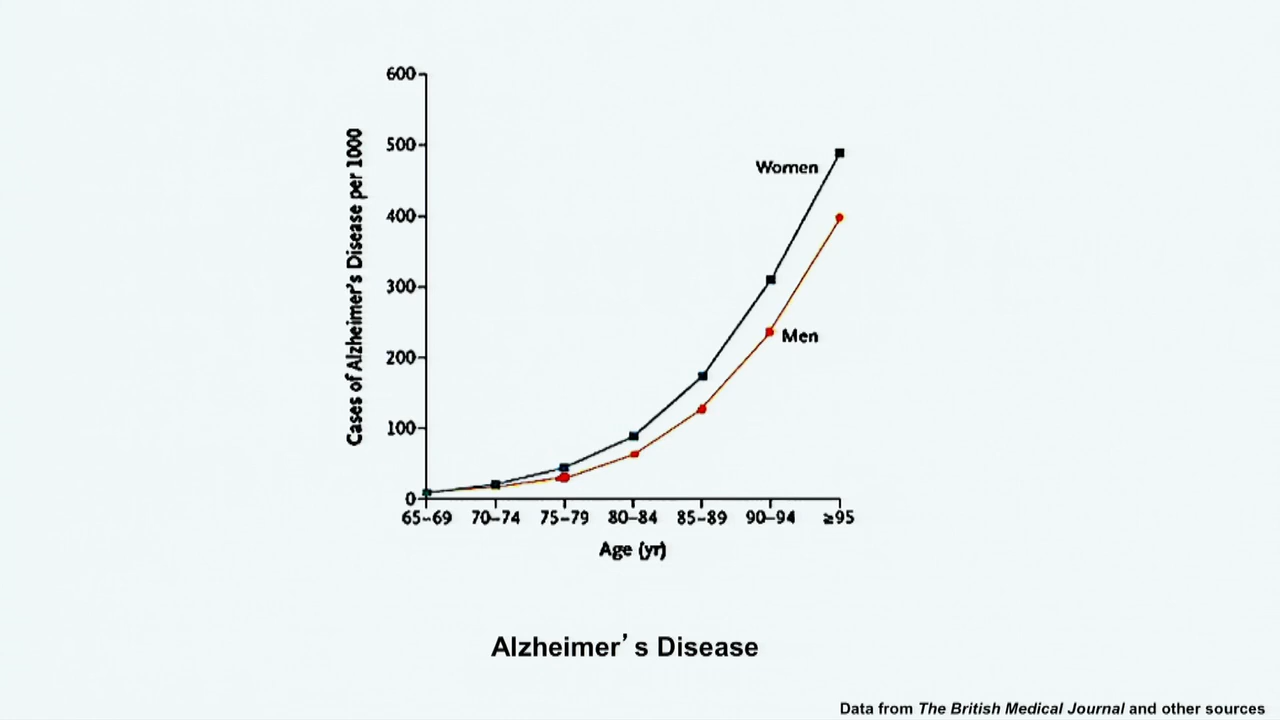 600
500
400
300
200
100
0
Cases of Alzheimer's Disease per 1000
Women
Men
65–69 70–74 75–79 80–84 85–89 90–94 ≥95
Age (yr)
Alzheimer’ s Disease
Data from The British Medical Journal and other sources